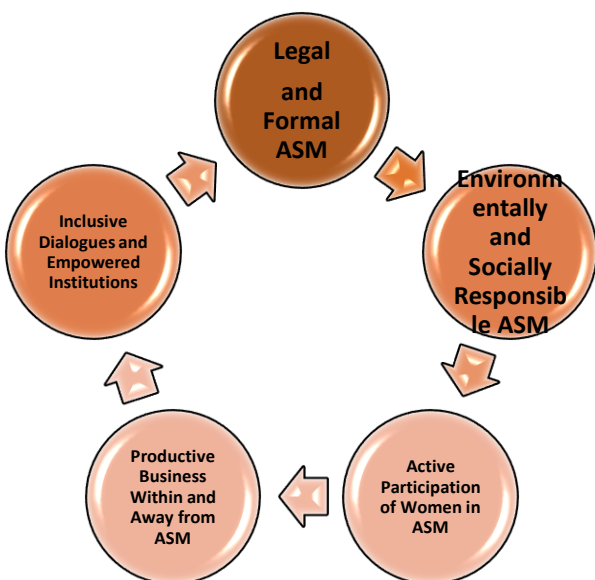 Legal
and
Formal
ASM
Environm
entally
and
Socially
Responsib
le ASM
Active
Participation
of Women in
ASM
Productive
Business
Within and
Away from
ASM
Inclusive
Dialogues and
Empowered
Institutions